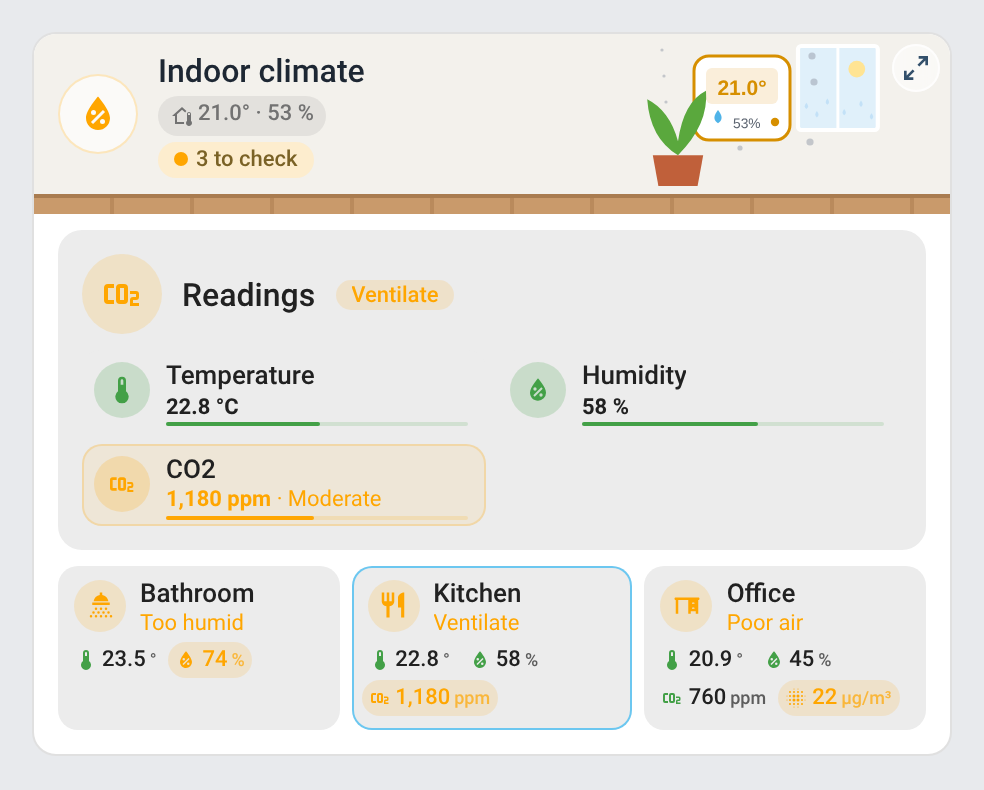 Indoor climate
21.0° · 53 %
3 to check
21.0°
53%
CO₂
Readings
Ventilate
Temperature
22.8 °C
Humidity
58 %
CO₂
CO2
1,180 ppm · Moderate
Bathroom
Too humid
23.5 °
74 %
Kitchen
Ventilate
22.8 °
58 %
CO₂ 1,180 ppm
Office
Poor air
20.9 °
45 %
CO₂ 760 ppm
22 µg/m³